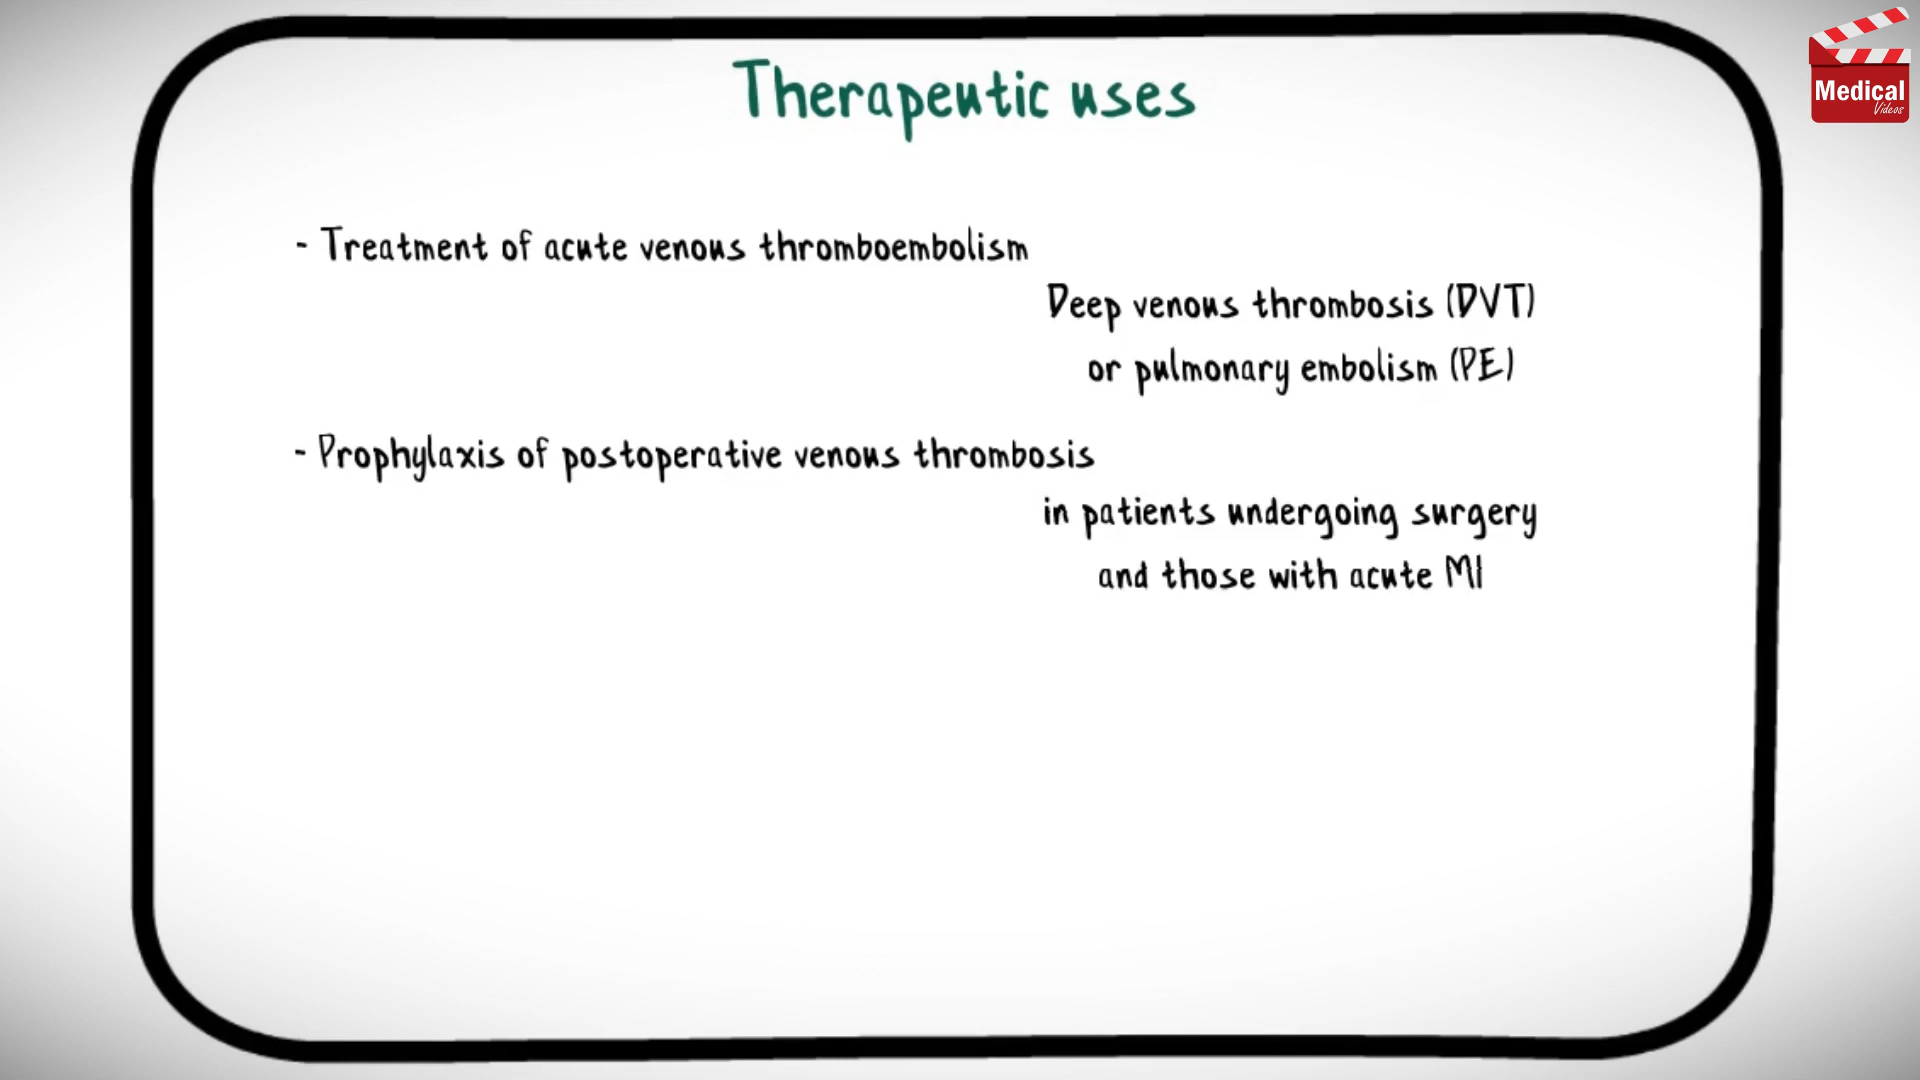 Therapeutic uses
Medical
Videos
- Treatment of acute venous thromboembolism
Deep venous thrombosis (DVT)
or pulmonary embolism (PE)
- Prophylaxis of postoperative venous thrombosis
in patients undergoing surgery
and those with acute MI